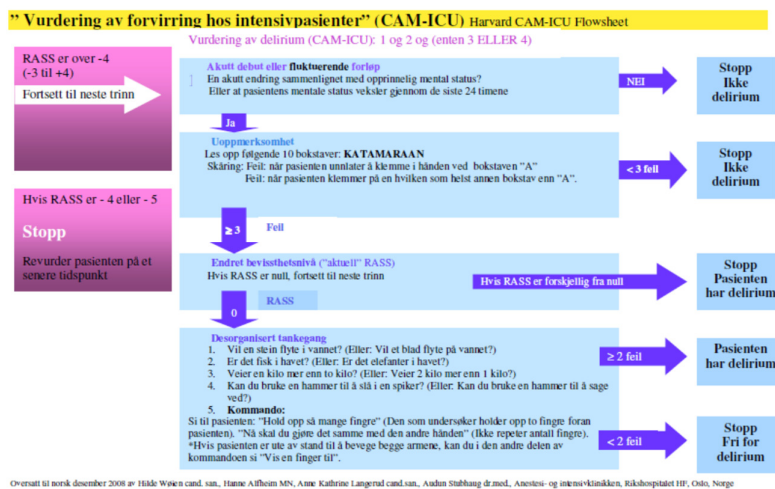 ” Vurdering av forvirring hos intensivpasienter” (CAM-ICU) Harvard CAM-ICU Flowsheet
Vurdering av delirium (CAM-ICU): 1 og 2 og (enten 3 ELLER 4)
RASS er over -4
(-3 til +4)
Fortsett til neste trinn
Akutt debut eller fluktuerende forløp
En akutt endring sammenlignet med opprinnelig mental status?
Eller at pasientens mentale status veksler gjennom de siste 24 timene
NEI
Stopp
Ikke
delirium
Ja
Uoppmerksomhet
Les opp følgende 10 bokstaver: KATAMARAAN
Skåring: Feil: når pasienten unnlater å klemme i hånden ved bokstaven ”A”
Feil: når pasienten klemmer på en hvilken som helst annen bokstav enn ”A”.
< 3 feil
Stopp
Ikke
delirium
Hvis RASS er - 4 eller - 5
Stopp
Revurder pasienten på et
senere tidspunkt
≥ 3
Feil
Endret bevissthetsnivå (”aktuell” RASS)
Hvis RASS er null, fortsett til neste trinn
Hvis RASS er forskjellig fra null
Stopp
Pasienten
har delirium
RASS
0
Desorganisert tankegang
1. Vil en stein flyte i vannet? (Eller: Vil et blad flyte på vannet?)
2. Er det fisk i havet? (Eller: Er det elefanter i havet?)
3. Veier en kilo mer enn to kilo? (Eller: Veier 2 kilo mer enn 1 kilo?)
4. Kan du bruke en hammer til å slå i en spiker? (Eller: Kan du bruke en hammer til å sage
ved?)
5. Kommando:
Si til pasienten: ”Hold opp så mange fingre” (Den som undersøker holder opp to fingre foran
pasienten). ”Nå skal du gjøre det samme med den andre hånden” (Ikke repeter antall fingre).
*Hvis pasienten er ute av stand til å bevege begge armene, kan du i den andre delen av
kommandoen si ”Vis en finger til”.
≥ 2 feil
Pasienten
har delirium
< 2 feil
Stopp
Fri for
delirium
Oversatt til norsk desember 2008 av Hilde Wøien cand. san., Hanne Alfheim MN, Anne Kathrine Langerud cand.san., Audun Stubhaug dr.med., Anestesi- og intensivklinikken, Rikshospitalet HF, Oslo, Norge